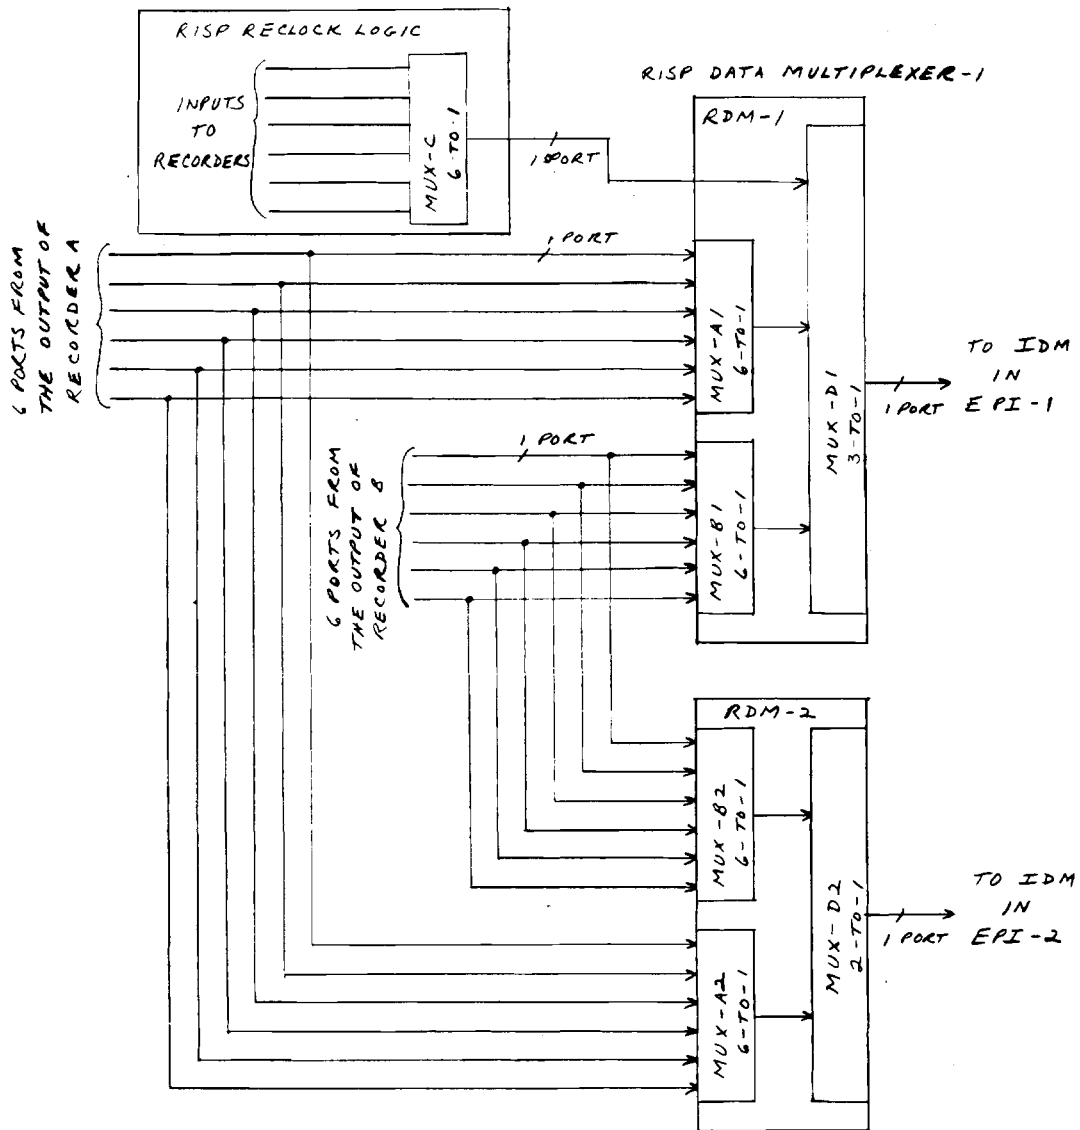 RISP RECLOCK LOGIC
INPUTS
TO
RECORDERS
MUX-C
6-TO-1
1 PORT
RISP DATA MULTIPLEXER-1
RDM-1
6 PORTS FROM
THE OUTPUT OF
RECORDER A
1 PORT
MUX-A1
6-TO-1
MUX-D1
3-TO-1
TO IDM
IN
EPI-1
1 PORT
6 PORTS FROM
THE OUTPUT OF
RECORDER B
1 PORT
MUX-B1
6-TO-1
RDM-2
MUX-B2
6-TO-1
MUX-D2
2-TO-1
TO IDM
IN
EPI-2
1 PORT
MUX-A2
6-TO-1